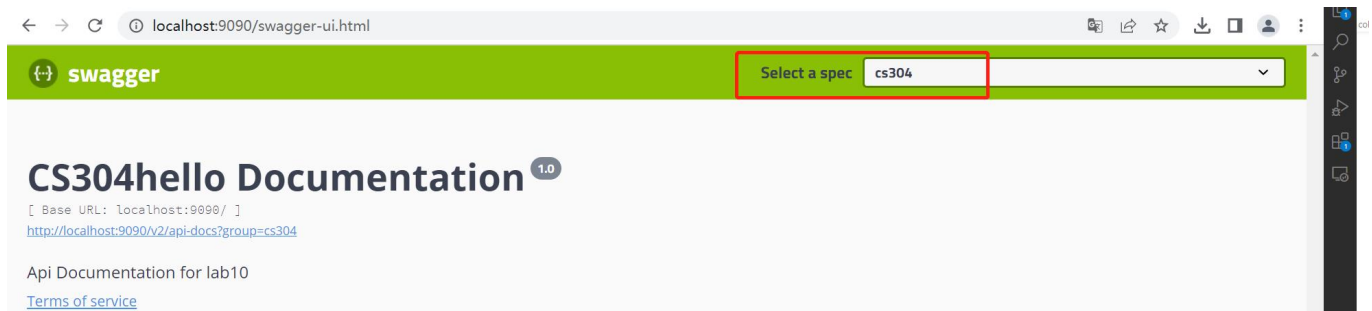 localhost:9090/swagger-ui.html
col
swagger
Select a spec
cs304
CS304hello Documentation 1.0
[ Base URL: localhost:9090/ ]
http://localhost:9090/v2/api-docs?group=cs304
Api Documentation for lab10
Terms of service